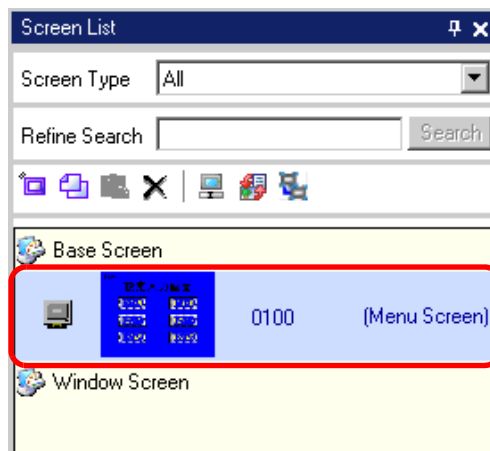 Screen List
Screen Type All
Refine Search Search
Base Screen
0100 (Menu Screen)
Window Screen